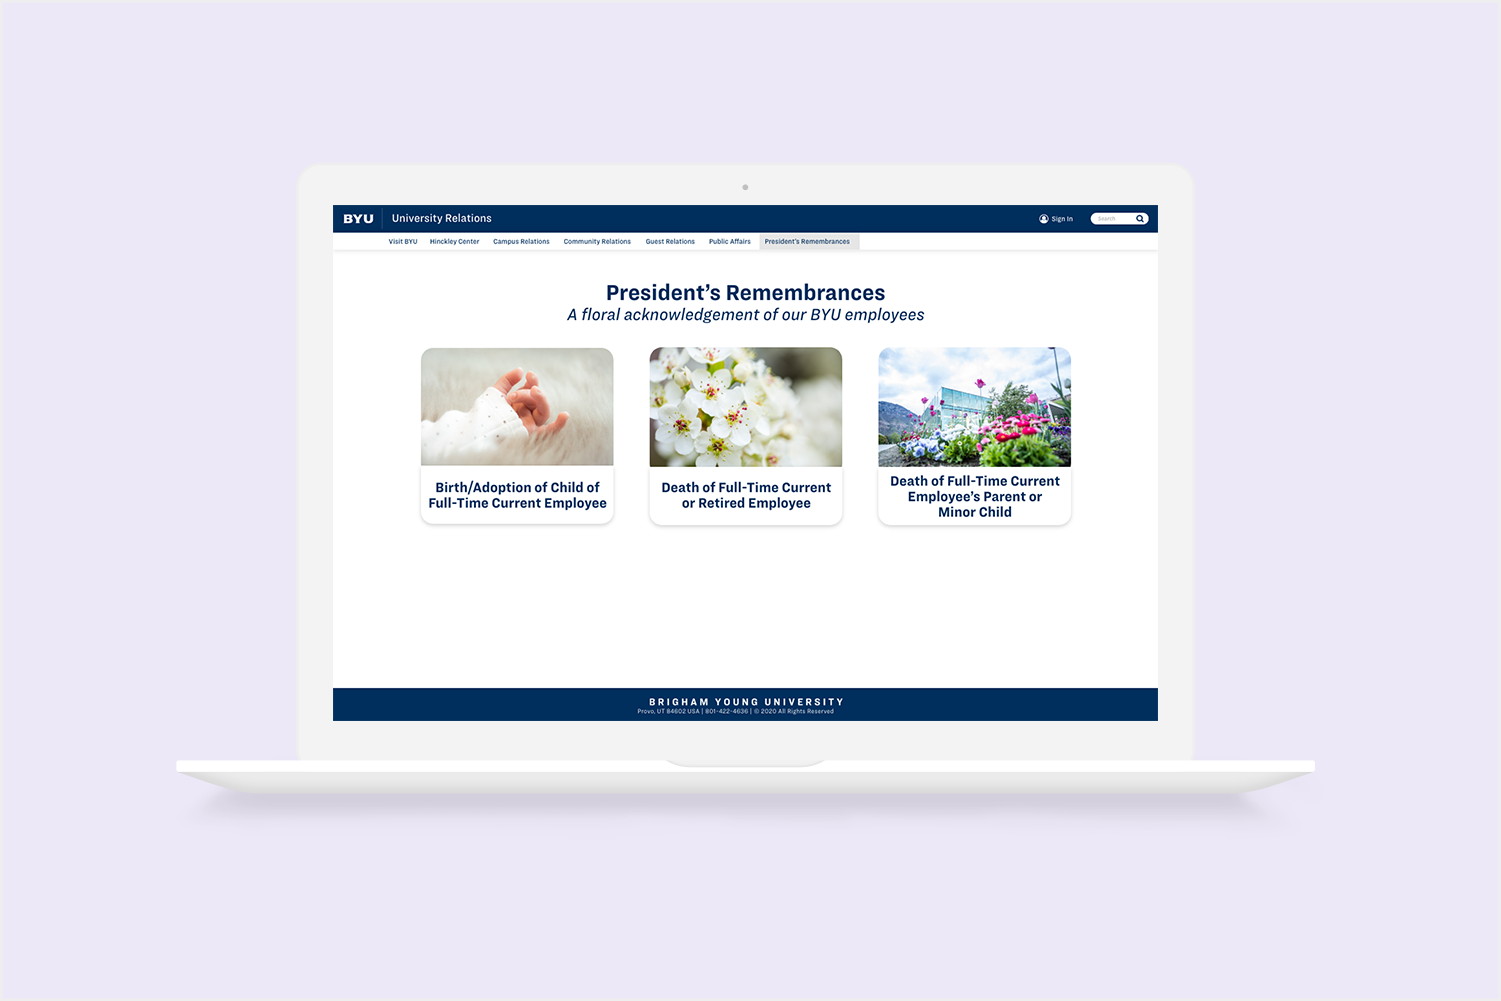 BYU University Relations
Sign In
Search
Visit BYU Hinckley Center Campus Relations Community Relations Guest Relations Public Affairs President's Remembrances
President's Remembrances
A floral acknowledgement of our BYU employees
Birth/Adoption of Child of
Full-Time Current Employee
Death of Full-Time Current
or Retired Employee
Death of Full-Time Current
Employee's Parent or
Minor Child
BRIGHAM YOUNG UNIVERSITY
Provo, UT 84602 USA | 801-422-4636 | © 2020 All Rights Reserved